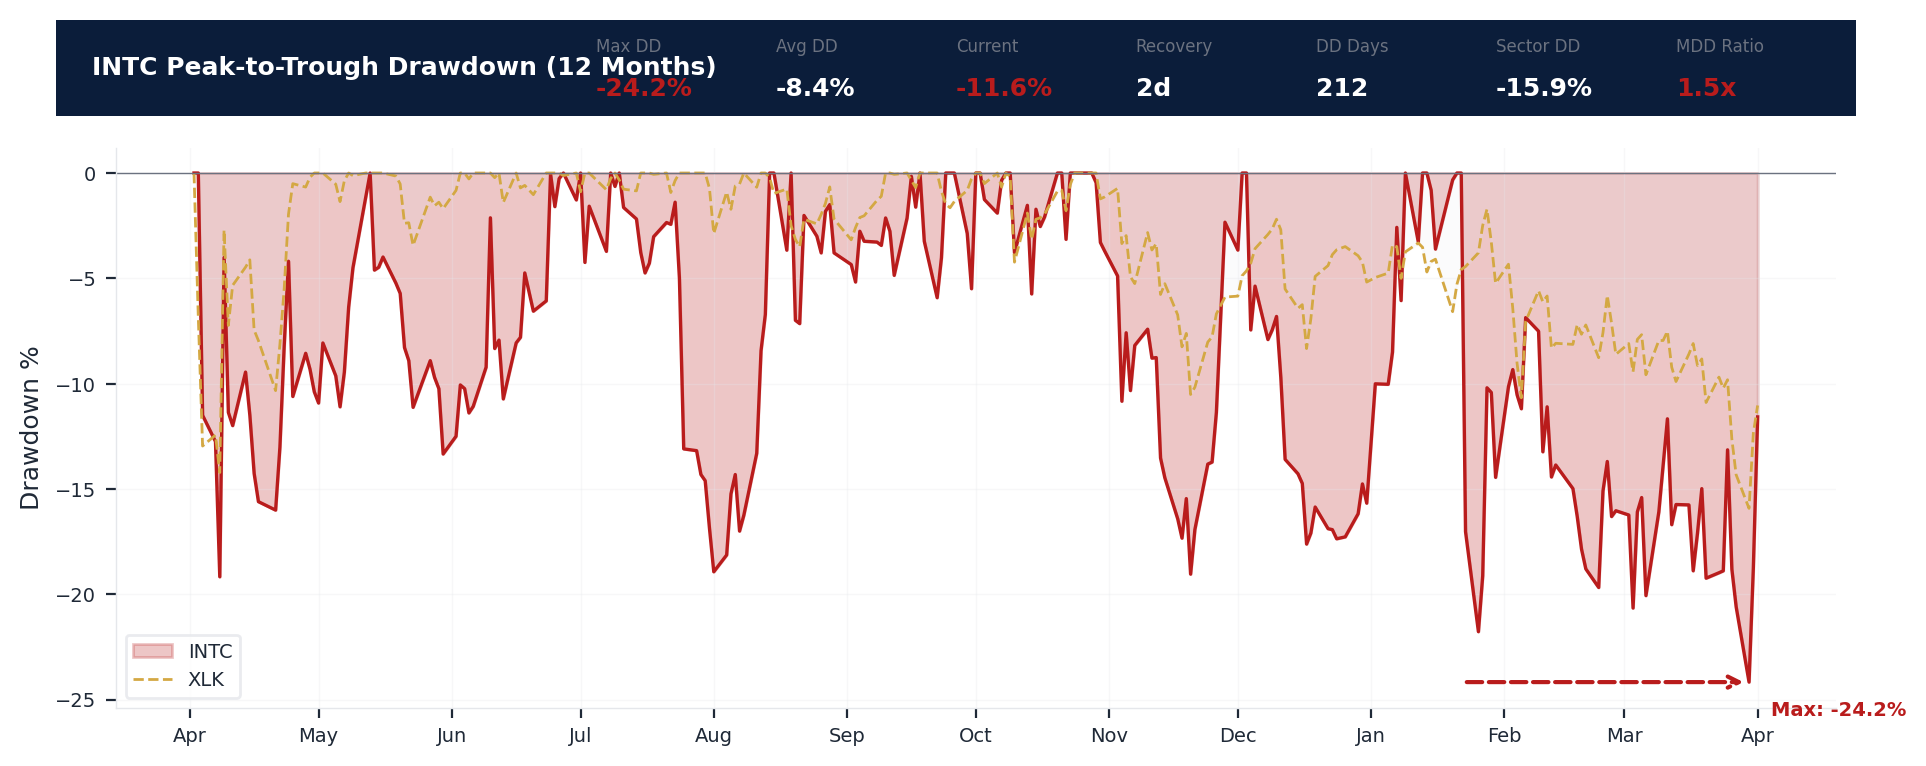 INTC Peak-to-Trough Drawdown (12 Months)
Max DD
-24.2%
Avg DD
-8.4%
Current
-11.6%
Recovery
2d
DD Days
212
Sector DD
-15.9%
MDD Ratio
1.5x
Drawdown %
0
−5
−10
−15
−20
−25
INTC
XLK
Max: -24.2%
Apr
May
Jun
Jul
Aug
Sep
Oct
Nov
Dec
Jan
Feb
Mar
Apr